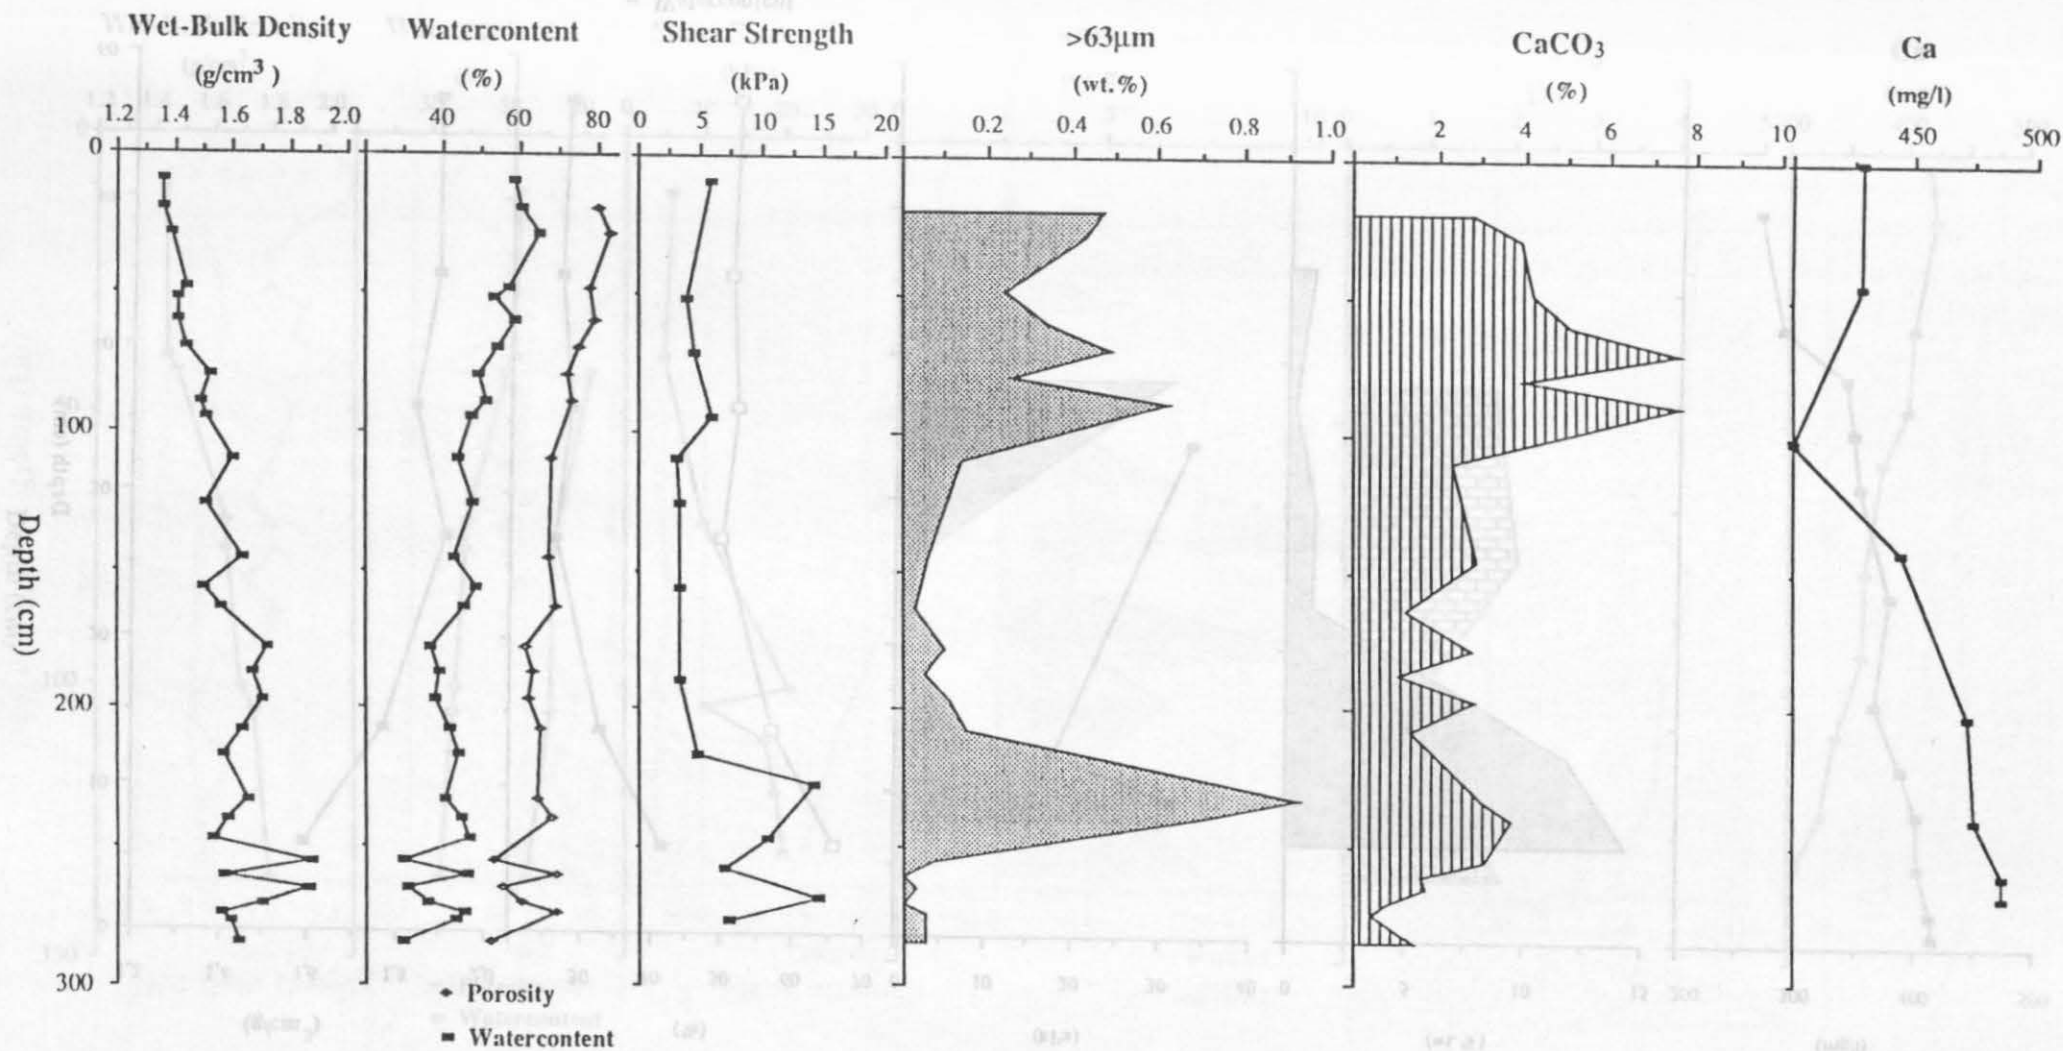 Wet-Bulk Density Watercontent Shear Strength >63µm CaCO₃ Ca
(g/cm³ ) (%) (kPa) (wt.%) (%) (mg/l)
1.2 1.4 1.6 1.8 2.0 40 60 80 0 5 10 15 20 0.2 0.4 0.6 0.8 1.0 2 4 6 8 10 450 500
0
100
200
300
Depth (cm)
Porosity
Watercontent